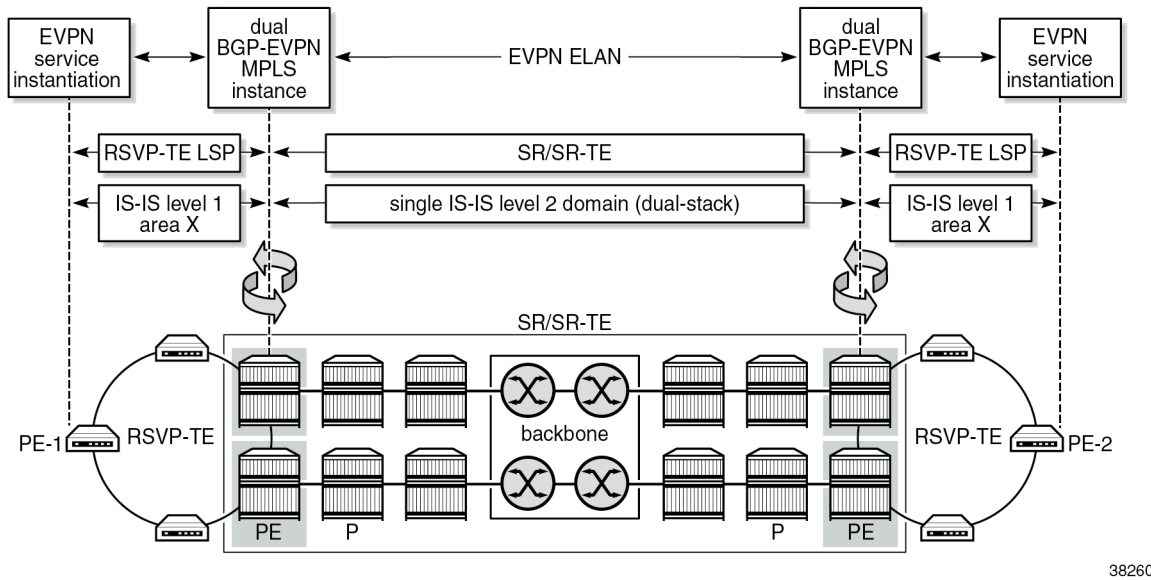 EVPN
service
instantiation
dual
BGP-EVPN
MPLS
instance
EVPN ELAN
dual
BGP-EVPN
MPLS
instance
EVPN
service
instantiation
RSVP-TE LSP
SR/SR-TE
RSVP-TE LSP
IS-IS level 1
area X
single IS-IS level 2 domain (dual-stack)
IS-IS level 1
area X
SR/SR-TE
PE-1
RSVP-TE
backbone
RSVP-TE
PE-2
PE
P
P
PE
38260